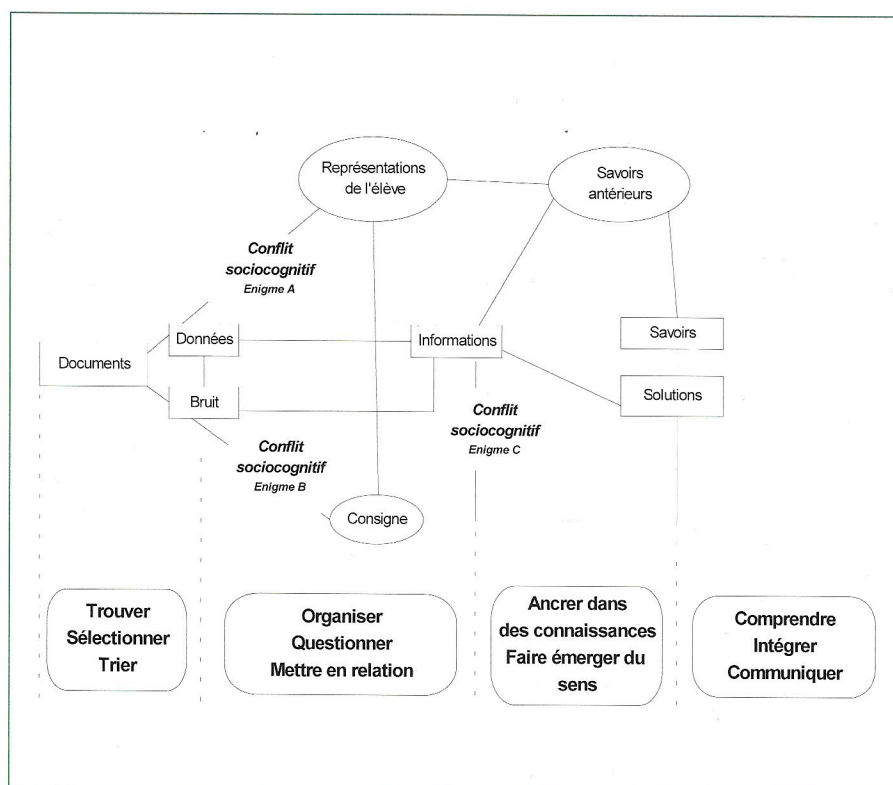 Représentations
de l'élève
Savoirs
antérieurs
Conflit
sociocognitif
Enigme A
Données
Informations
Savoirs
Documents
Bruit
Solutions
Conflit
sociocognitif
Enigme B
Conflit
sociocognitif
Enigme C
Consigne
Trouver
Sélectionner
Trier
Organiser
Questionner
Mettre en relation
Ancrer dans
des connaissances
Faire émerger du
sens
Comprendre
Intégrer
Communiquer